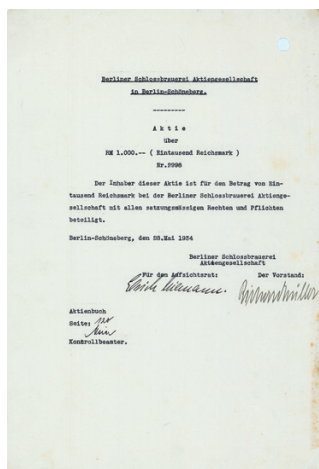 Berliner Schlossbrauerei Aktiengesellschaft
in Berlin-Schöneberg.
---------
A k t i e
über
RM 1.000.-- ( Eintausend Reichsmark )
Nr.2998
Der Inhaber dieser Aktie ist für den Betrag von Ein-
tausend Reichsmark bei der Berliner Schlossbrauerei Aktienge-
sellschaft mit allen satzungsmässigen Rechten und Pflichten
beteiligt.
Berlin-Schöneberg, den 28.Mai 1934
Berliner Schlossbrauerei
Aktiengesellschaft
Für den Aufsichtsrat: Der Vorstand:
Aktienbuch
Seite:
Kontrollbeamter.